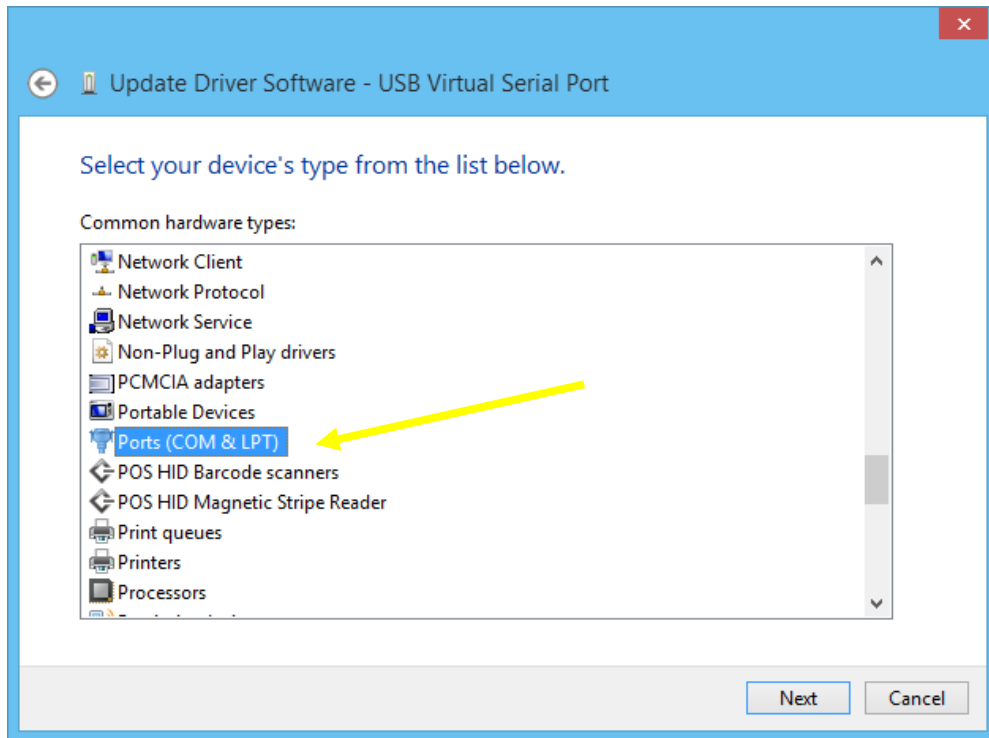 Update Driver Software - USB Virtual Serial Port
Select your device's type from the list below.
Common hardware types:
Network Client
Network Protocol
Network Service
Non-Plug and Play drivers
PCMCIA adapters
Portable Devices
Ports (COM & LPT)
POS HID Barcode scanners
POS HID Magnetic Stripe Reader
Print queues
Printers
Processors
Next Cancel